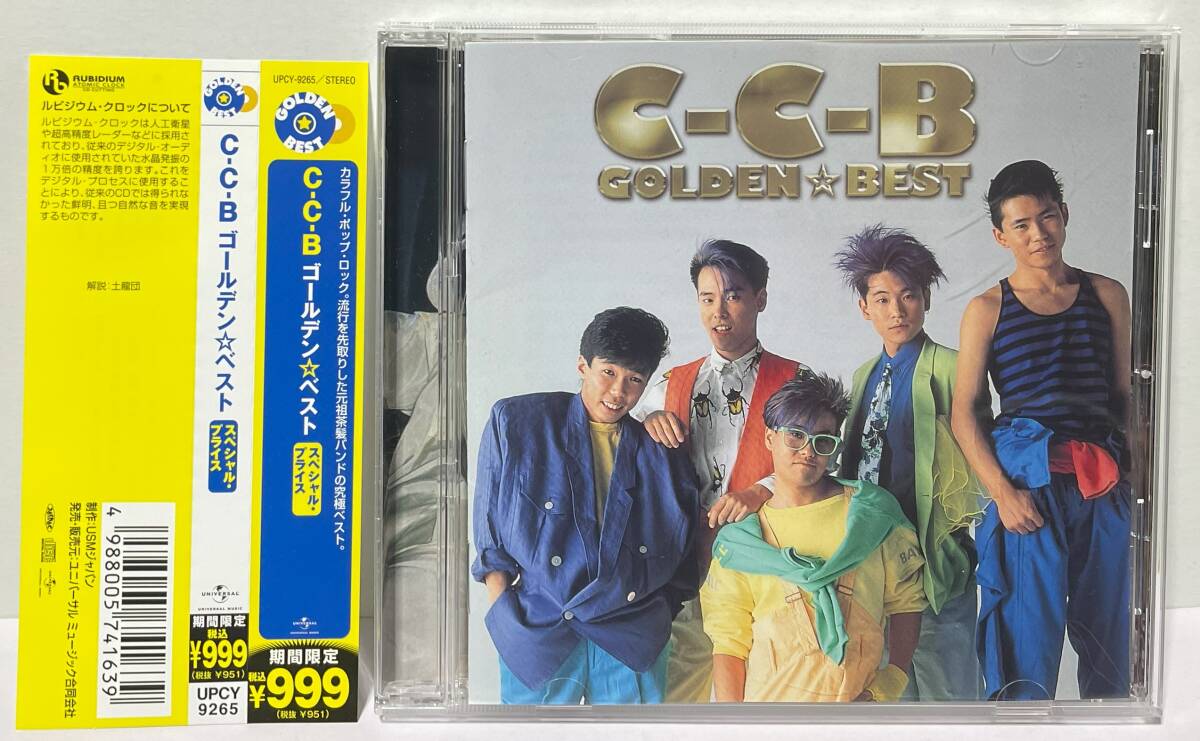 Rb RUBIDIUM
ATOMIC CLOCK
CD CUTTING
ルビジウム・クロックについて
ルビジウム・クロックは人工衛星
や超高精度レーダーなどに採用さ
れており、従来のデジタル・オーデ
ィオに使用されていた水晶発振の
1万倍の精度を誇ります。これを
デジタル・プロセスに使用するこ
とにより、従来のCDでは得られな
かった鮮明、且つ自然な音を実現
するものです。
解説：土龍団
制作：USMジャパン
発売・販売元：ユニバーサル ミュージック合同会社
4 988005 741639
GOLDEN
BEST
C-C-B ゴールデン☆ベスト
スペシャル・
プライス
UNIVERSAL
UNIVERSAL MUSIC
期間限定
税込
¥999
(税抜 ¥951)
UPCY
9265
UPCY-9265/STEREO
GOLDEN
BEST
カラフル・ポップ・ロック。流行を先取りした元祖茶髪バンドの究極ベスト。
C-C-B ゴールデン☆ベスト
スペシャル・
プライス
UNIVERSAL
UNIVERSAL MUSIC
期間限定
税込
¥999
(税抜 ¥951)
C-C-B
GOLDEN☆BEST